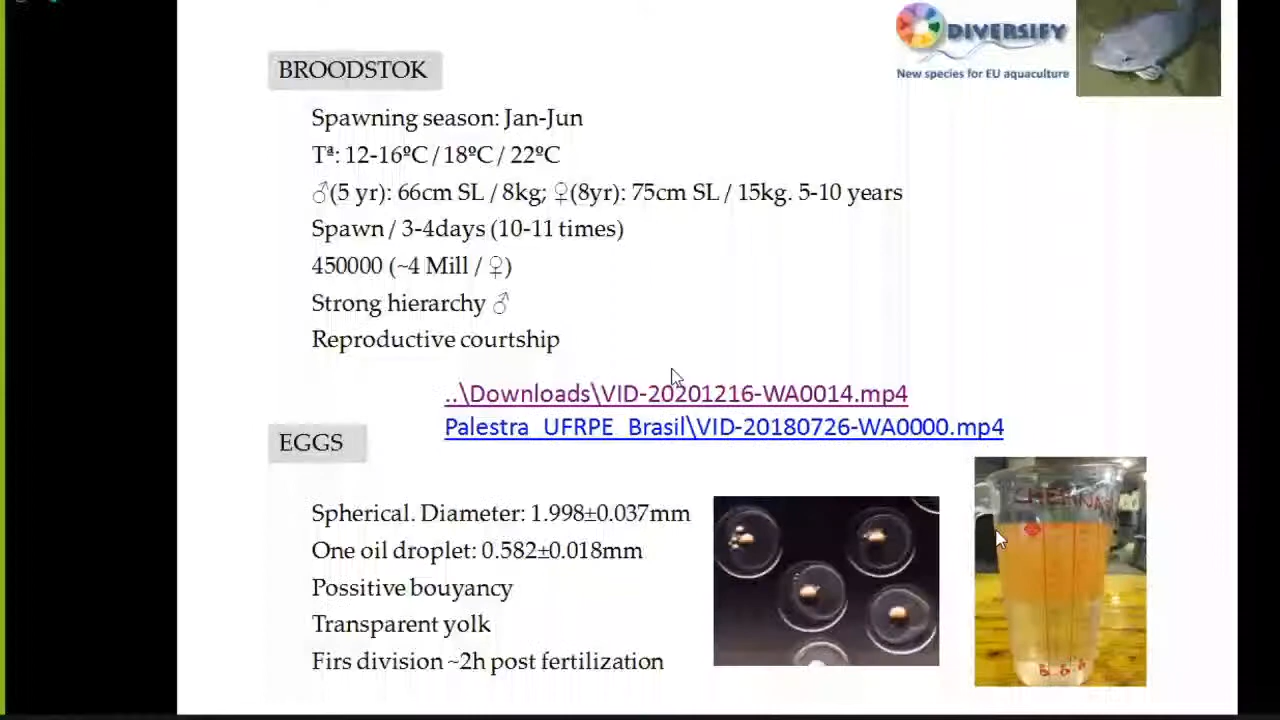 DIVERSIFY
New species for EU aquaculture
BROODSTOK
Spawning season: Jan-Jun
Tª: 12-16ºC / 18ºC / 22ºC
♂(5 yr): 66cm SL / 8kg; ♀(8yr): 75cm SL / 15kg. 5-10 years
Spawn / 3-4days (10-11 times)
450000 (~4 Mill / ♀)
Strong hierarchy ♂
Reproductive courtship
..\Downloads\VID-20201216-WA0014.mp4
Palestra_UFRPE_Brasil\VID-20180726-WA0000.mp4
EGGS
Spherical. Diameter: 1.998±0.037mm
One oil droplet: 0.582±0.018mm
Possitive bouyancy
Transparent yolk
Firs division ~2h post fertilization